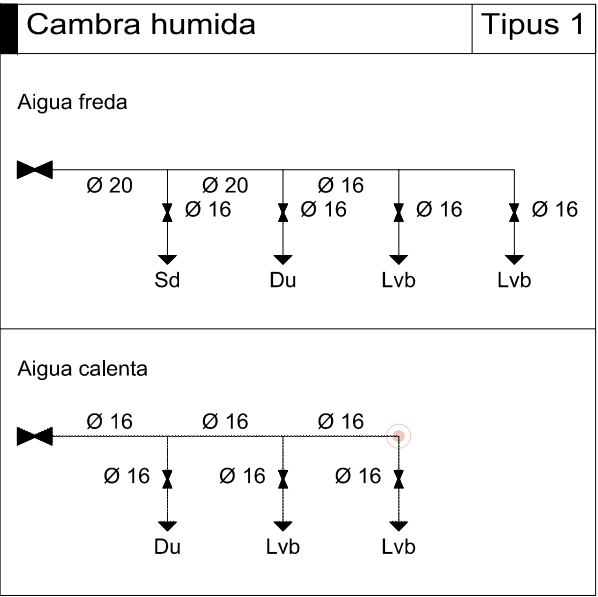 Cambra humida Tipus 1
Aigua freda
Ø 20 Ø 20 Ø 16
Ø 16 Ø 16 Ø 16 Ø 16
Sd Du Lvb Lvb
Aigua calenta
Ø 16 Ø 16 Ø 16
Ø 16 Ø 16 Ø 16
Du Lvb Lvb